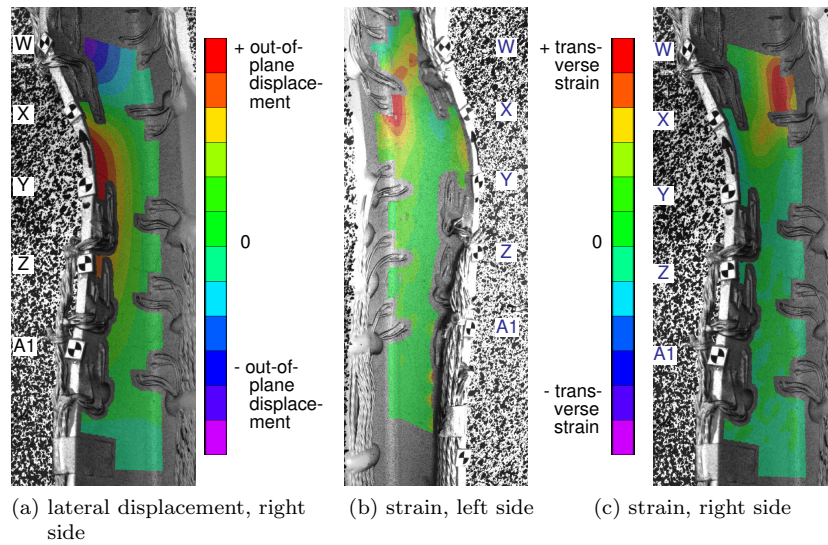 W
X
Y
Z
A1
+ out-of-
plane
displace-
ment
0
- out-of-
plane
displace-
ment
W
X
Y
Z
A1
+ trans-
verse
strain
0
- trans-
verse
strain
W
X
Y
Z
A1
(a) lateral displacement, right
side
(b) strain, left side
(c) strain, right side